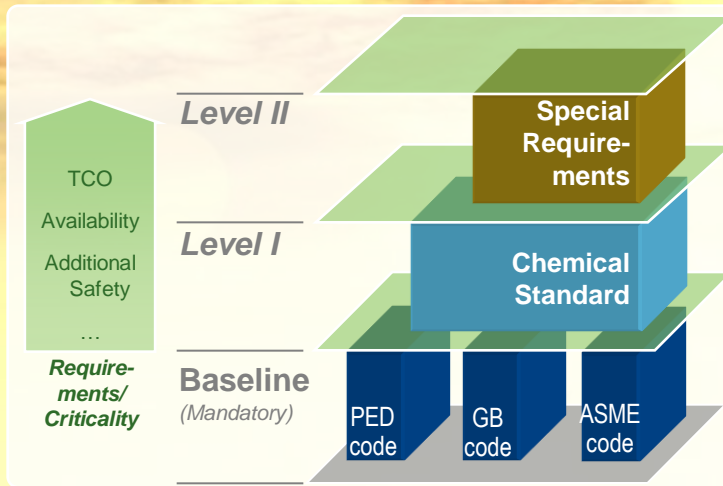 Level II
Special
Require-
ments
TCO
Availability
Additional
Safety
…
Level I
Chemical
Standard
Require-
ments/
Criticality
Baseline
(Mandatory)
PED
code
GB
code
ASME
code